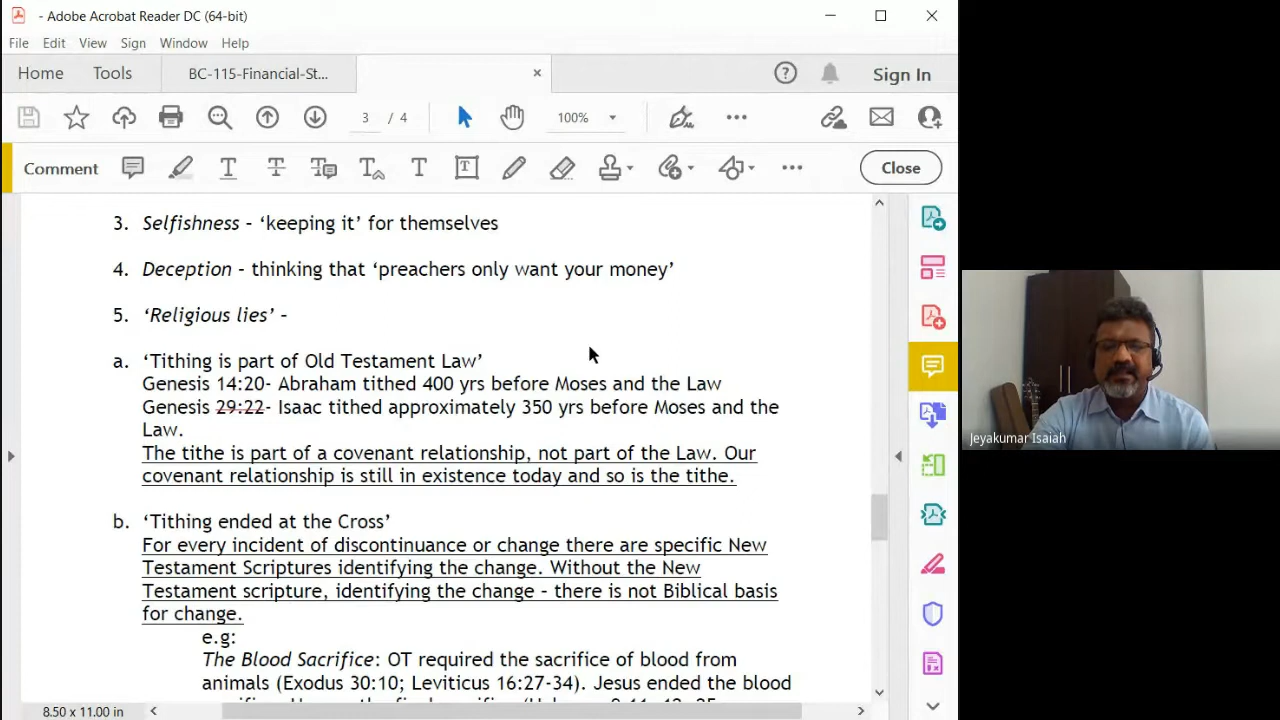 - Adobe Acrobat Reader DC (64-bit)
File Edit View Sign Window Help
Home Tools BC-115-Financial-St... Sign In
3 / 4 100%
Comment Close
3. Selfishness - ‘keeping it’ for themselves
4. Deception - thinking that ‘preachers only want your money’
5. ‘Religious lies’ -
a. ‘Tithing is part of Old Testament Law’
Genesis 14:20- Abraham tithed 400 yrs before Moses and the Law
Genesis 29:22- Isaac tithed approximately 350 yrs before Moses and the
Law.
The tithe is part of a covenant relationship, not part of the Law. Our
covenant relationship is still in existence today and so is the tithe.
b. ‘Tithing ended at the Cross’
For every incident of discontinuance or change there are specific New
Testament Scriptures identifying the change. Without the New
Testament scripture, identifying the change - there is not Biblical basis
for change.
e.g:
The Blood Sacrifice: OT required the sacrifice of blood from
animals (Exodus 30:10; Leviticus 16:27-34). Jesus ended the blood
8.50 x 11.00 in
Jeyakumar Isaiah